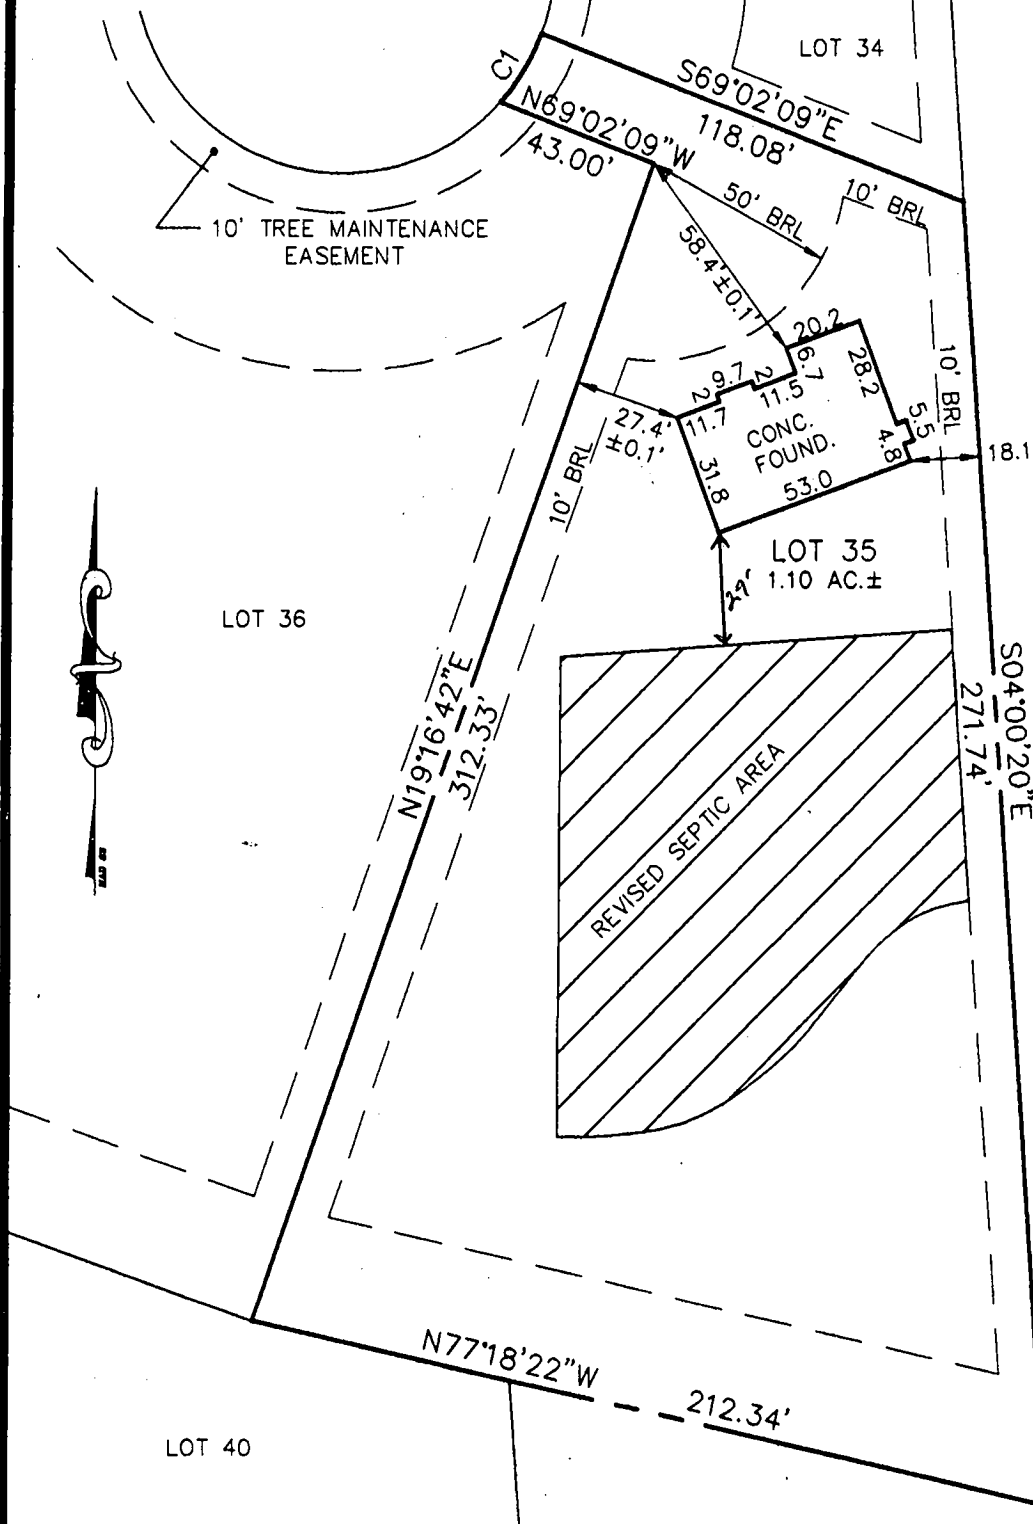 LOT 34
C1
S69°02'09"E
118.08'
N69°02'09"W
43.00'
10' TREE MAINTENANCE
EASEMENT
50' BRL
10' BRL
58.4'±0.1'
20.2
6.7
28.2
10' BRL
9.7
2
2
11.5
11.7
5.5
4.8
27.4'
±0.1'
CONC.
FOUND.
31.8
53.0
18.1
10' BRL
LOT 35
1.10 AC.±
29'
LOT 36
N19°16'42"E
312.33'
S04°00'20"E
271.74'
REVISED SEPTIC AREA
N77°18'22"W
212.34'
LOT 40